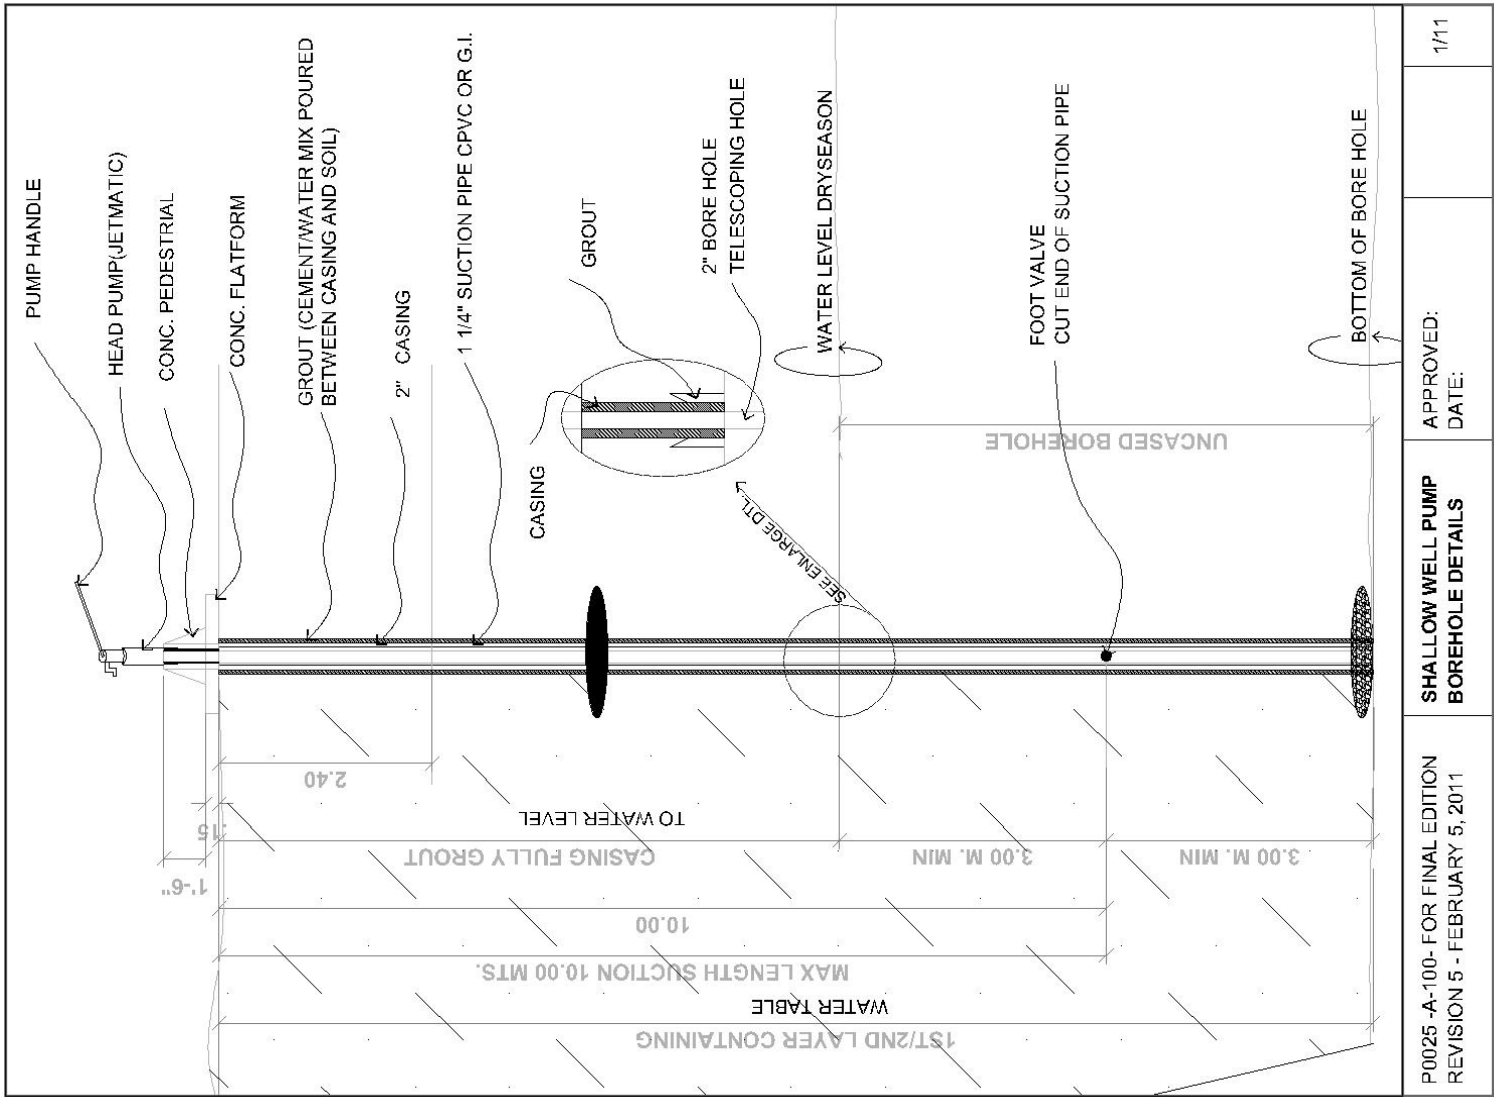 PUMP HANDLE
HEAD PUMP(JETMATIC)
CONC. PEDESTRIAL
CONC. FLATFORM
GROUT (CEMENT/WATER MIX POURED
BETWEEN CASING AND SOIL)
2" CASING
1 1/4" SUCTION PIPE CPVC OR G.I.
CASING
GROUT
2" BORE HOLE
TELESCOPING HOLE
WATER LEVEL DRYSEASON
SEE ENLARGE DTL.
FOOT VALVE
CUT END OF SUCTION PIPE
UNCASED BOREHOLE
BOTTOM OF BORE HOLE
1'-6"
.15
2.40
CASING FULLY GROUT
TO WATER LEVEL
3.00 M. MIN
3.00 M. MIN
10.00
MAX LENGTH SUCTION 10.00 MTS.
1ST/2ND LAYER CONTAINING
WATER TABLE
P0025 -A-100- FOR FINAL EDITION
REVISION 5 - FEBRUARY 5, 2011
SHALLOW WELL PUMP
BOREHOLE DETAILS
APPROVED:
DATE:
1/11